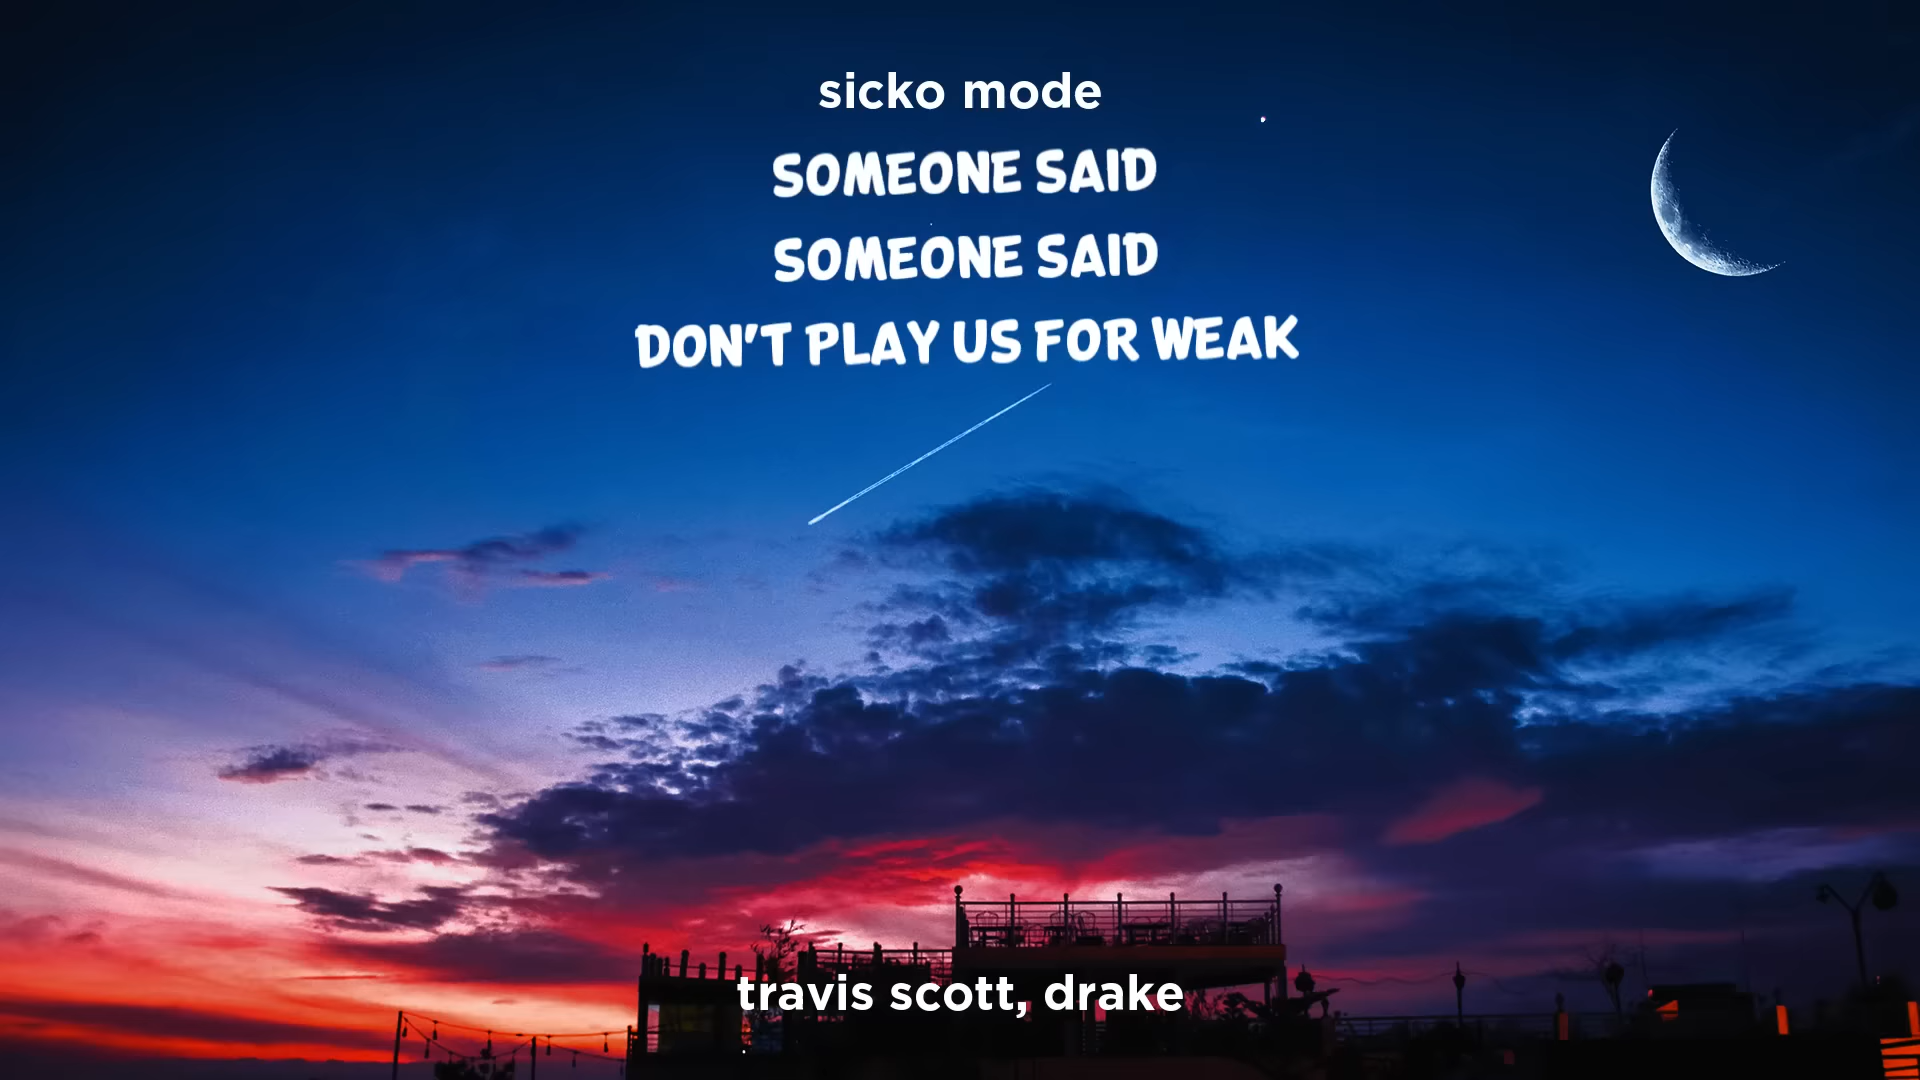 sicko mode
SOMEONE SAID
SOMEONE SAID
DON'T PLAY US FOR WEAK
travis scott, drake